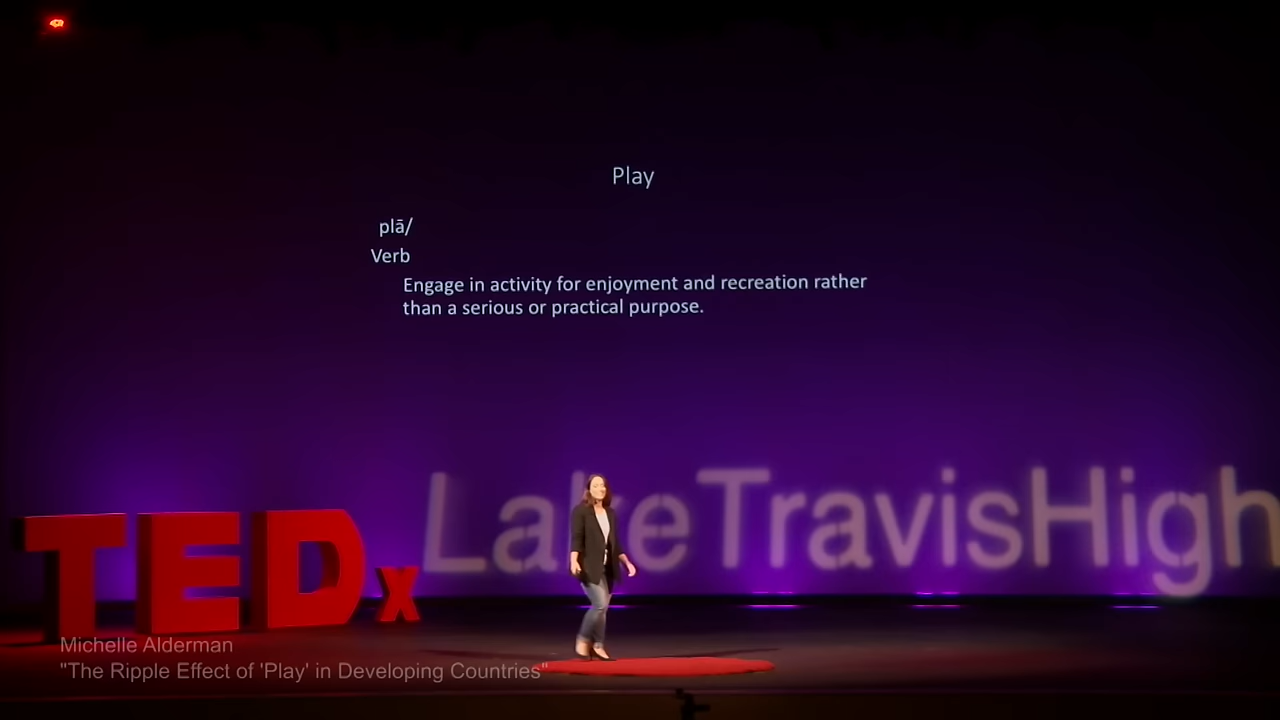 Play
plā/
Verb
Engage in activity for enjoyment and recreation rather
than a serious or practical purpose.
LakeTravisHigh
TEDx
Michelle Alderman
"The Ripple Effect of 'Play' in Developing Countries"